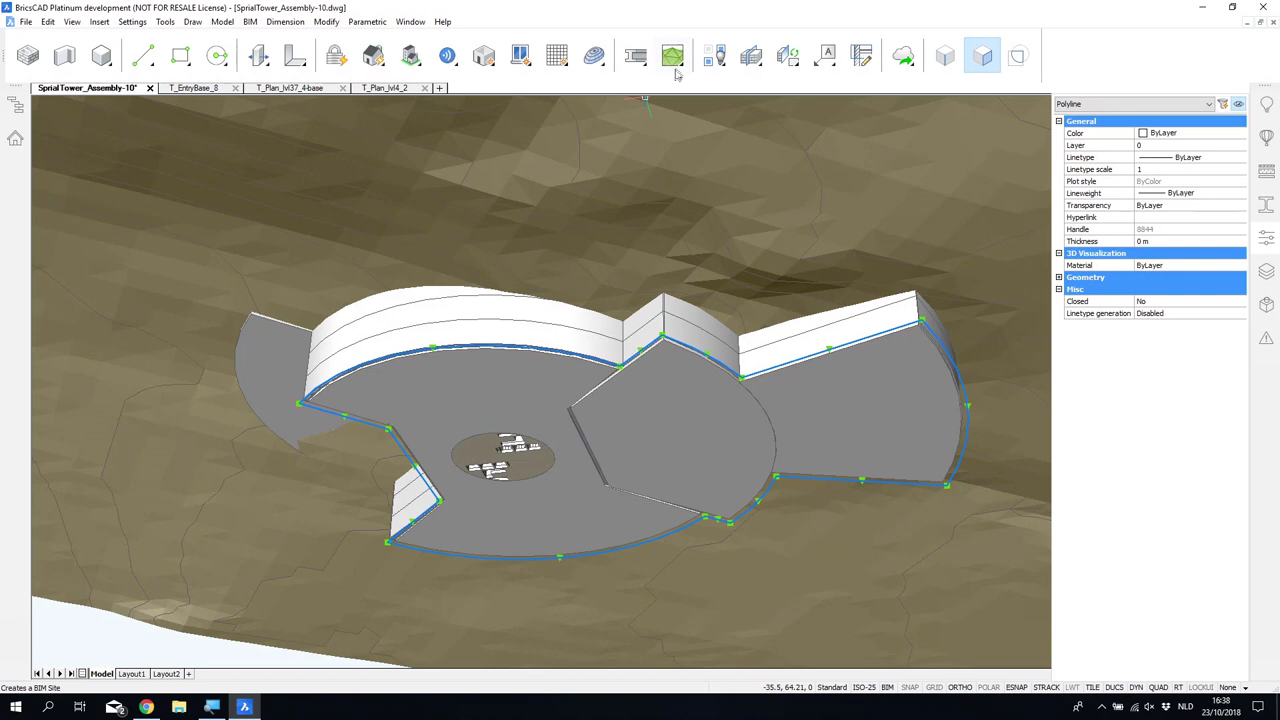 BricsCAD Platinum development (NOT FOR RESALE License) - [SprialTower_Assembly-10.dwg]
File Edit View Insert Settings Tools Draw Model BIM Dimension Modify Parametric Window Help
SprialTower_Assembly-10* T_EntryBase_8 T_Plan_lvl37_4-base T_Plan_lvl4_2
Polyline
General
Color ByLayer
Layer 0
Linetype ByLayer
Linetype scale 1
Plot style ByColor
Lineweight ByLayer
Transparency ByLayer
Hyperlink
Handle 8844
Thickness 0 m
3D Visualization
Material ByLayer
Geometry
Misc
Closed No
Linetype generation Disabled
Model Layout1 Layout2 +
Creates a BIM Site -35.5, 64.21, 0 Standard ISO-25 BIM SNAP GRID ORTHO POLAR ESNAP STRACK LWT TILE DUCS DYN QUAD RT LOCKUI None
NLD 16:38
23/10/2018